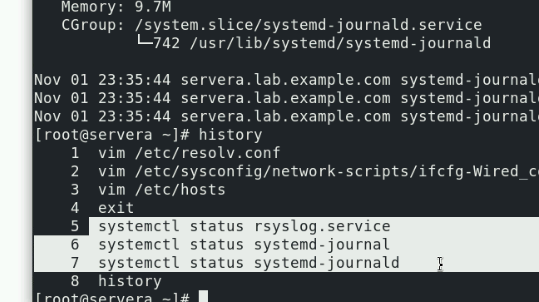 Memory: 9.7M
CGroup: /system.slice/systemd-journald.service
└─742 /usr/lib/systemd/systemd-journald
Nov 01 23:35:44 servera.lab.example.com systemd-journal
Nov 01 23:35:44 servera.lab.example.com systemd-journal
Nov 01 23:35:44 servera.lab.example.com systemd-journal
[root@servera ~]# history
1 vim /etc/resolv.conf
2 vim /etc/sysconfig/network-scripts/ifcfg-Wired_c
3 vim /etc/hosts
4 exit
5 systemctl status rsyslog.service
6 systemctl status systemd-journal
7 systemctl status systemd-journald
8 history
[root@servera ~]#